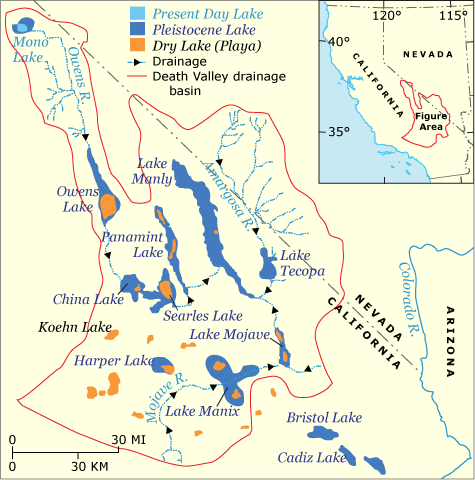 Present Day Lake
Pleistocene Lake
Dry Lake (Playa)
Drainage
Death Valley drainage
basin
120°
115°
40°
35°
NEVADA
CALIFORNIA
Figure
Area
Mono
Lake
Owens R.
Lake
Manly
Amargosa R.
Owens
Lake
Panamint
Lake
Lake
Tecopa
China Lake
Searles Lake
Koehn Lake
Lake Mojave
Harper Lake
Mojave R.
Lake Manix
NEVADA
CALIFORNIA
Colorado R.
ARIZONA
Bristol Lake
Cadiz Lake
0 30 MI
0 30 KM